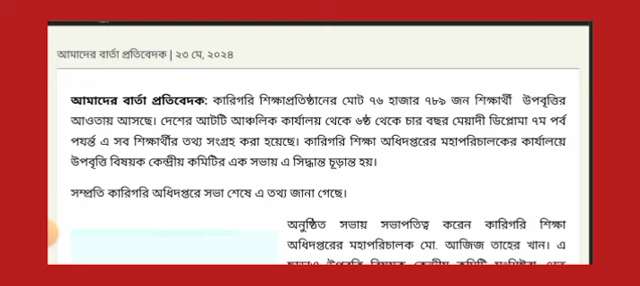 আমাদের বার্তা প্রতিবেদক | ২৩ মে, ২০২৪
আমাদের বার্তা প্রতিবেদক: কারিগরি শিক্ষাপ্রতিষ্ঠানের মোট ৭৬ হাজার ৭৮৯ জন শিক্ষার্থী উপবৃত্তির
আওতায় আসছে। দেশের আটটি আঞ্চলিক কার্যালয় থেকে ৬ষ্ঠ থেকে চার বছর মেয়াদী ডিপ্লোমা ৭ম পর্ব
পর্যন্ত এ সব শিক্ষার্থীর তথ্য সংগ্রহ করা হয়েছে। কারিগরি শিক্ষা অধিদপ্তরের মহাপরিচালকের কার্যালয়ে
উপবৃত্তি বিষয়ক কেন্দ্রীয় কমিটির এক সভায় এ সিদ্ধান্ত চূড়ান্ত হয়।
সম্প্রতি কারিগরি অধিদপ্তরে সভা শেষে এ তথ্য জানা গেছে।
অনুষ্ঠিত সভায় সভাপতিত্ব করেন কারিগরি শিক্ষা
অধিদপ্তরের মহাপরিচালক মো. আজিজ তাহের খান। এ
ছাড়াও উপবৃত্তি বিষয়ক কেন্দ্রীয় কমিটি